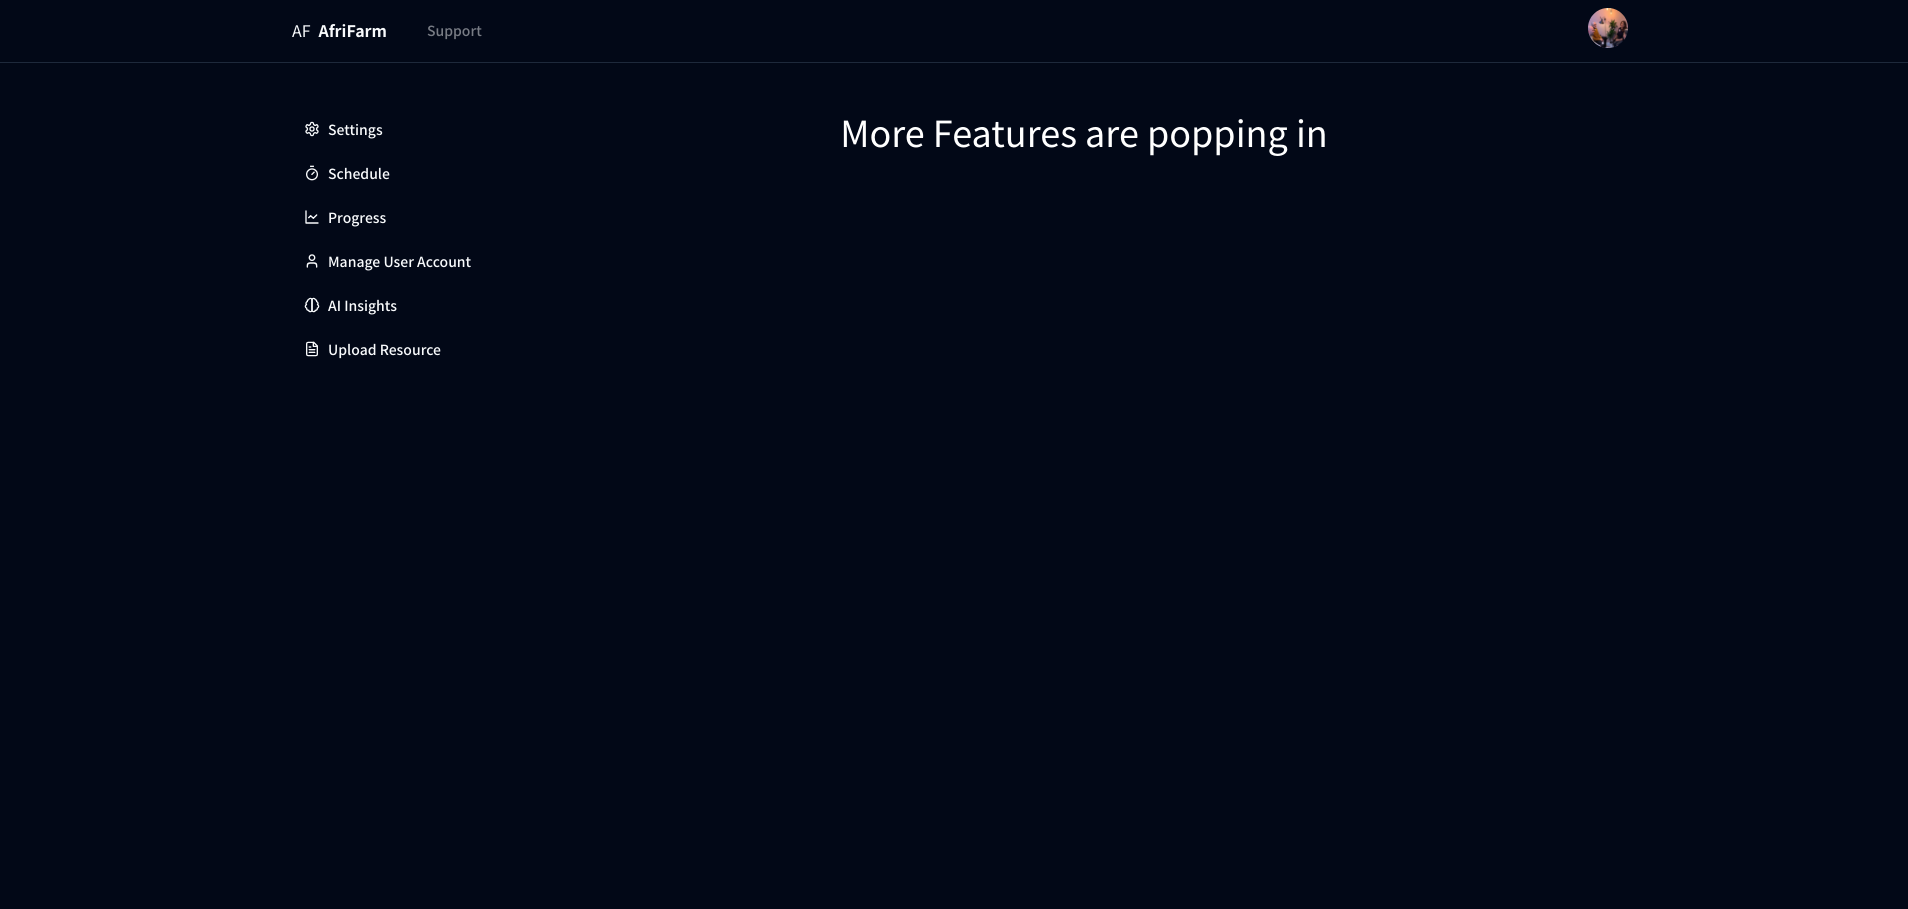 AF AfriFarm Support
Settings
Schedule
Progress
Manage User Account
AI Insights
Upload Resource
More Features are popping in